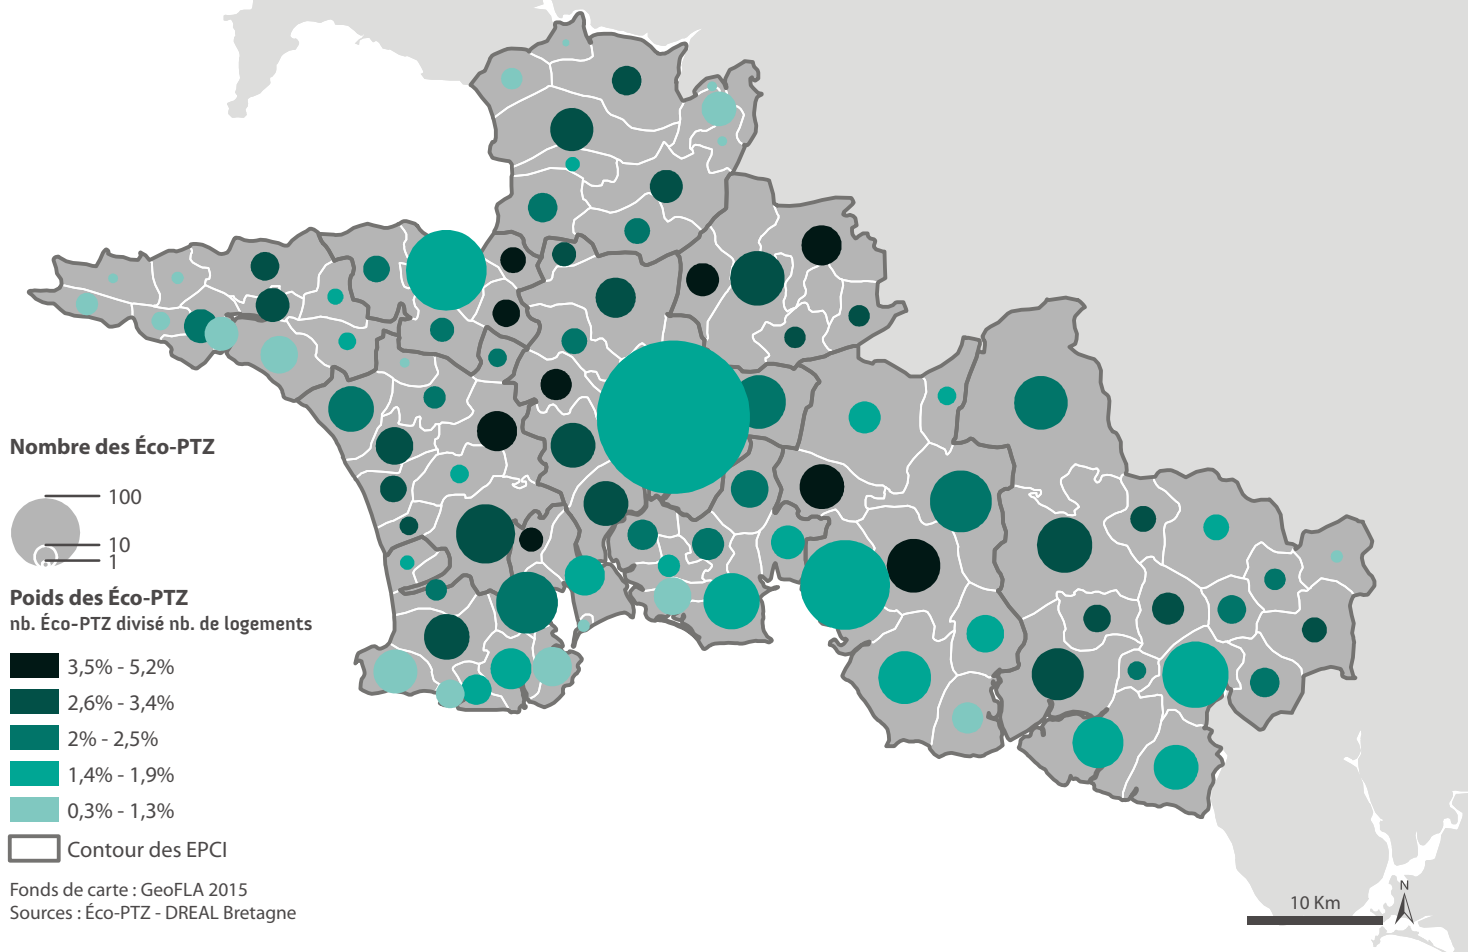 Nombre des Éco-PTZ
100
10
1
Poids des Éco-PTZ
nb. Éco-PTZ divisé nb. de logements
3,5% - 5,2%
2,6% - 3,4%
2% - 2,5%
1,4% - 1,9%
0,3% - 1,3%
Contour des EPCI
Fonds de carte : GeoFLA 2015
Sources : Éco-PTZ - DREAL Bretagne
10 Km
N